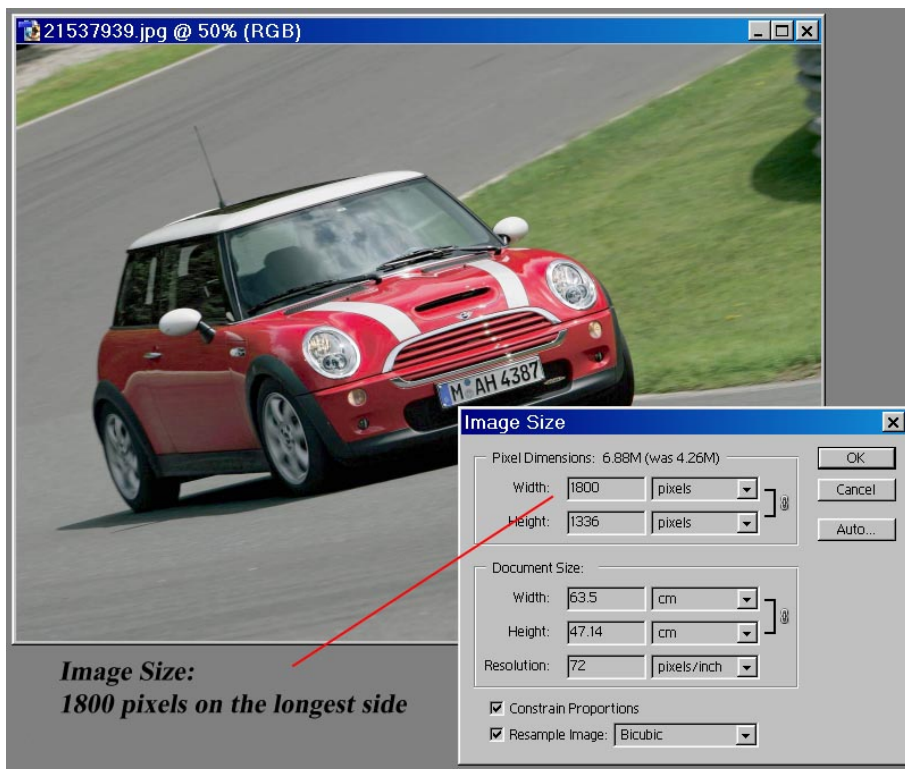 21537939.jpg @ 50% (RGB)
M AH 4387
Image Size
Pixel Dimensions: 6.88M (was 4.26M)
OK
Width: 1800 pixels
Cancel
Height: 1336 pixels
Auto...
Document Size:
Width: 63.5 cm
Height: 47.14 cm
Resolution: 72 pixels/inch
Constrain Proportions
Resample Image: Bicubic
Image Size:
1800 pixels on the longest side